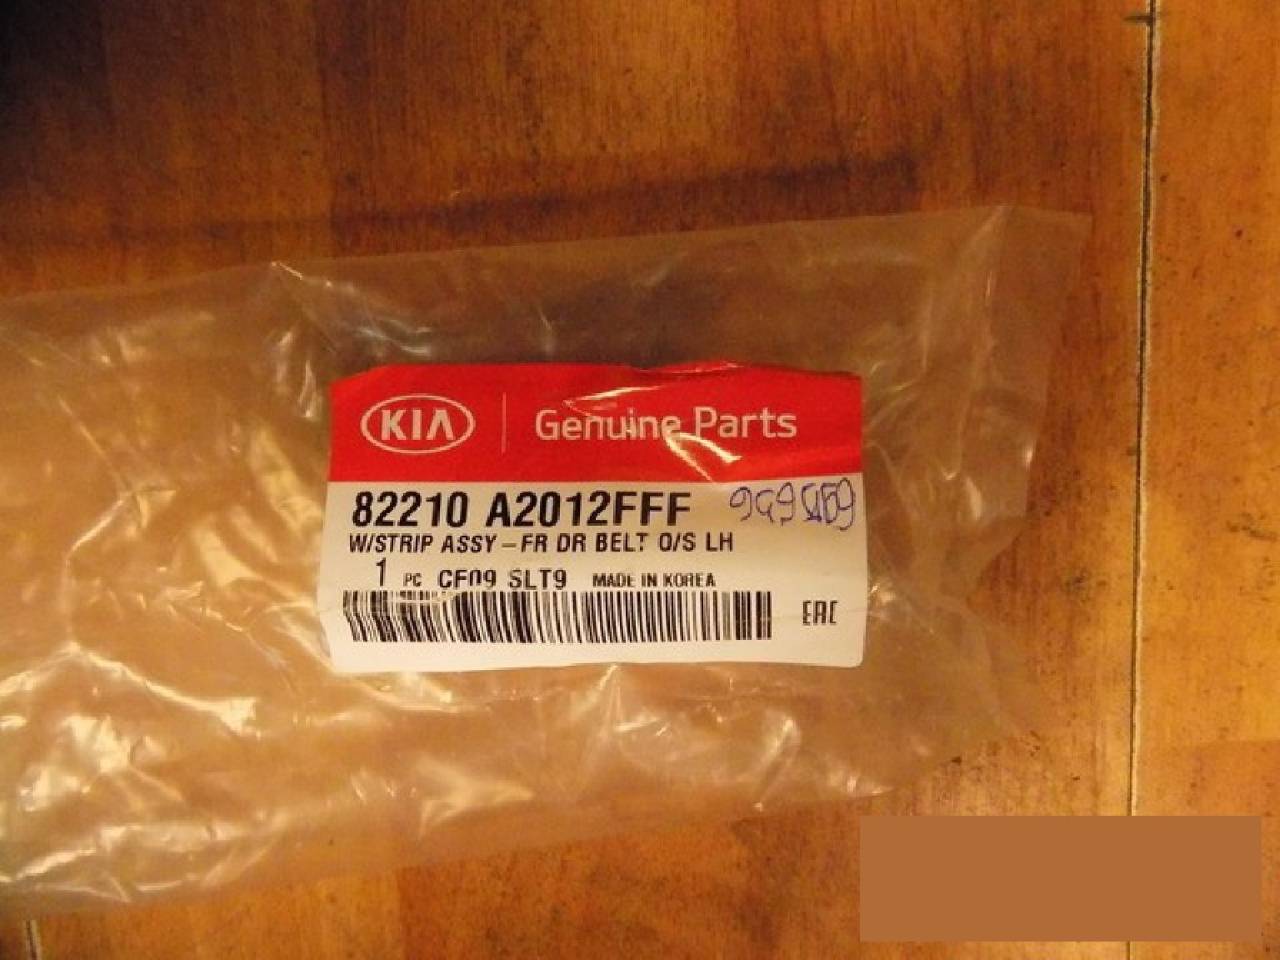 KIA Genuine Parts
82210 A2012FFF
W/STRIP ASSY-FR DR BELT O/S LH
1 PC CF09 SLT9 MADE IN KOREA
EAC